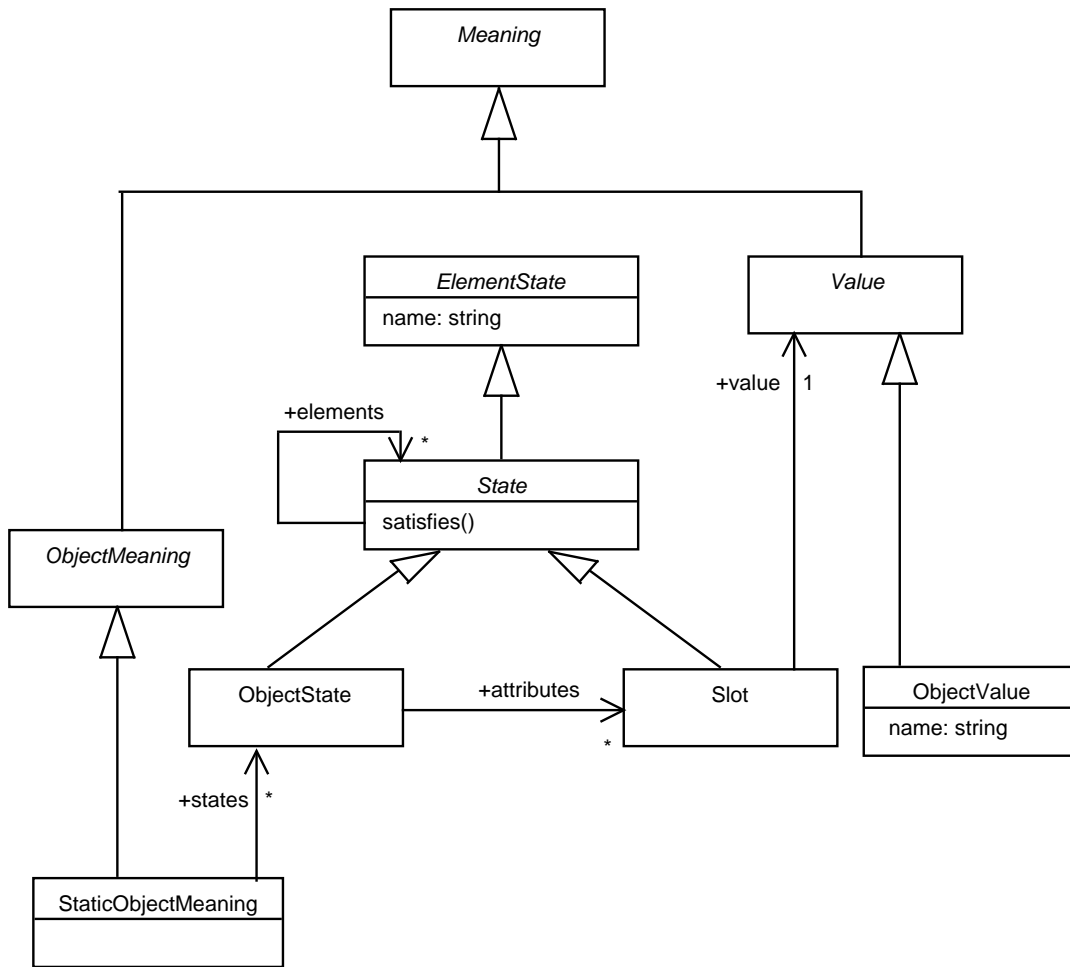 Meaning
ElementState
name: string
Value
+value 1
+elements
*
State
satisfies()
ObjectMeaning
ObjectState
+attributes
*
Slot
ObjectValue
name: string
+states *
StaticObjectMeaning